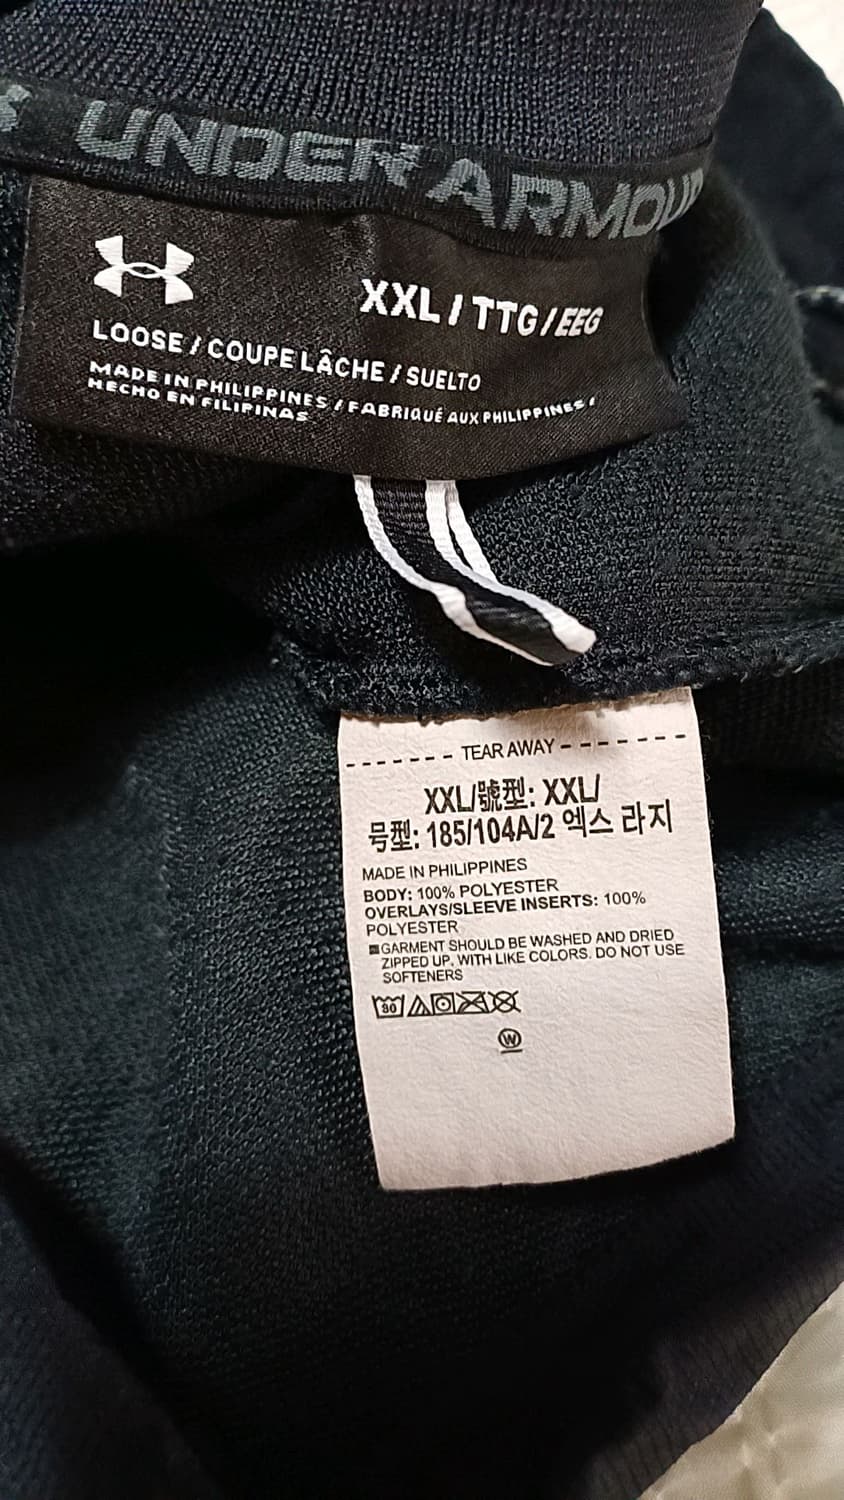 UNDER ARMOUR
XXL / TTG / EEG
LOOSE / COUPE LÂCHE / SUELTO
MADE IN PHILIPPINES / FABRIQUÉ AUX PHILIPPINES /
HECHO EN FILIPINAS
TEAR AWAY
XXL/號型: XXL/
号型: 185/104A/2 엑스 라지
MADE IN PHILIPPINES
BODY: 100% POLYESTER
OVERLAYS/SLEEVE INSERTS: 100%
POLYESTER
GARMENT SHOULD BE WASHED AND DRIED
ZIPPED UP, WITH LIKE COLORS. DO NOT USE
SOFTENERS
30
W